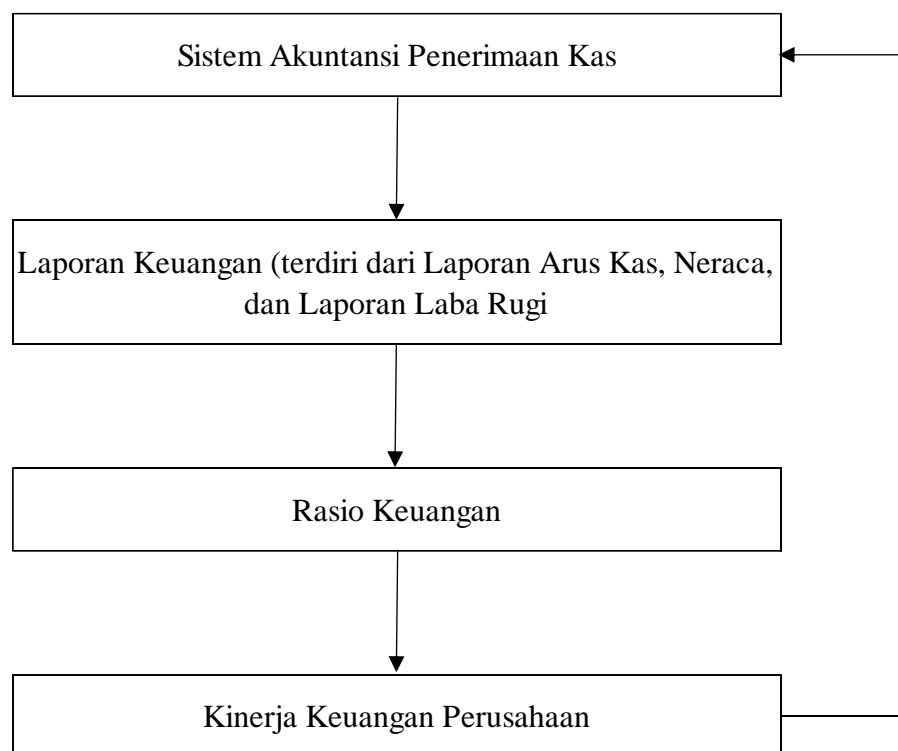 Sistem Akuntansi Penerimaan Kas
Laporan Keuangan (terdiri dari Laporan Arus Kas, Neraca,
dan Laporan Laba Rugi
Rasio Keuangan
Kinerja Keuangan Perusahaan